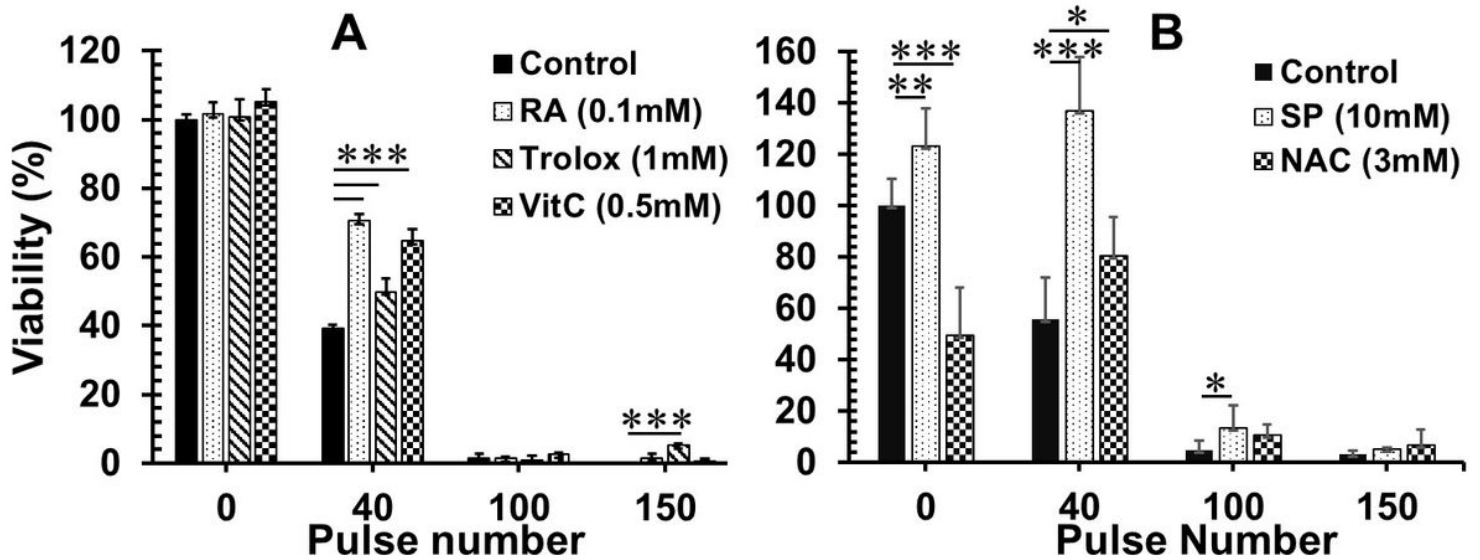 A
Viability (%)
120
100
80
60
40
20
0
Control
RA (0.1mM)
Trolox (1mM)
VitC (0.5mM)
***
***
0 40 100 150
Pulse number
B
160
140
120
100
80
60
40
20
0
Control
SP (10mM)
NAC (3mM)
***
**
*
***
*
0 40 100 150
Pulse Number